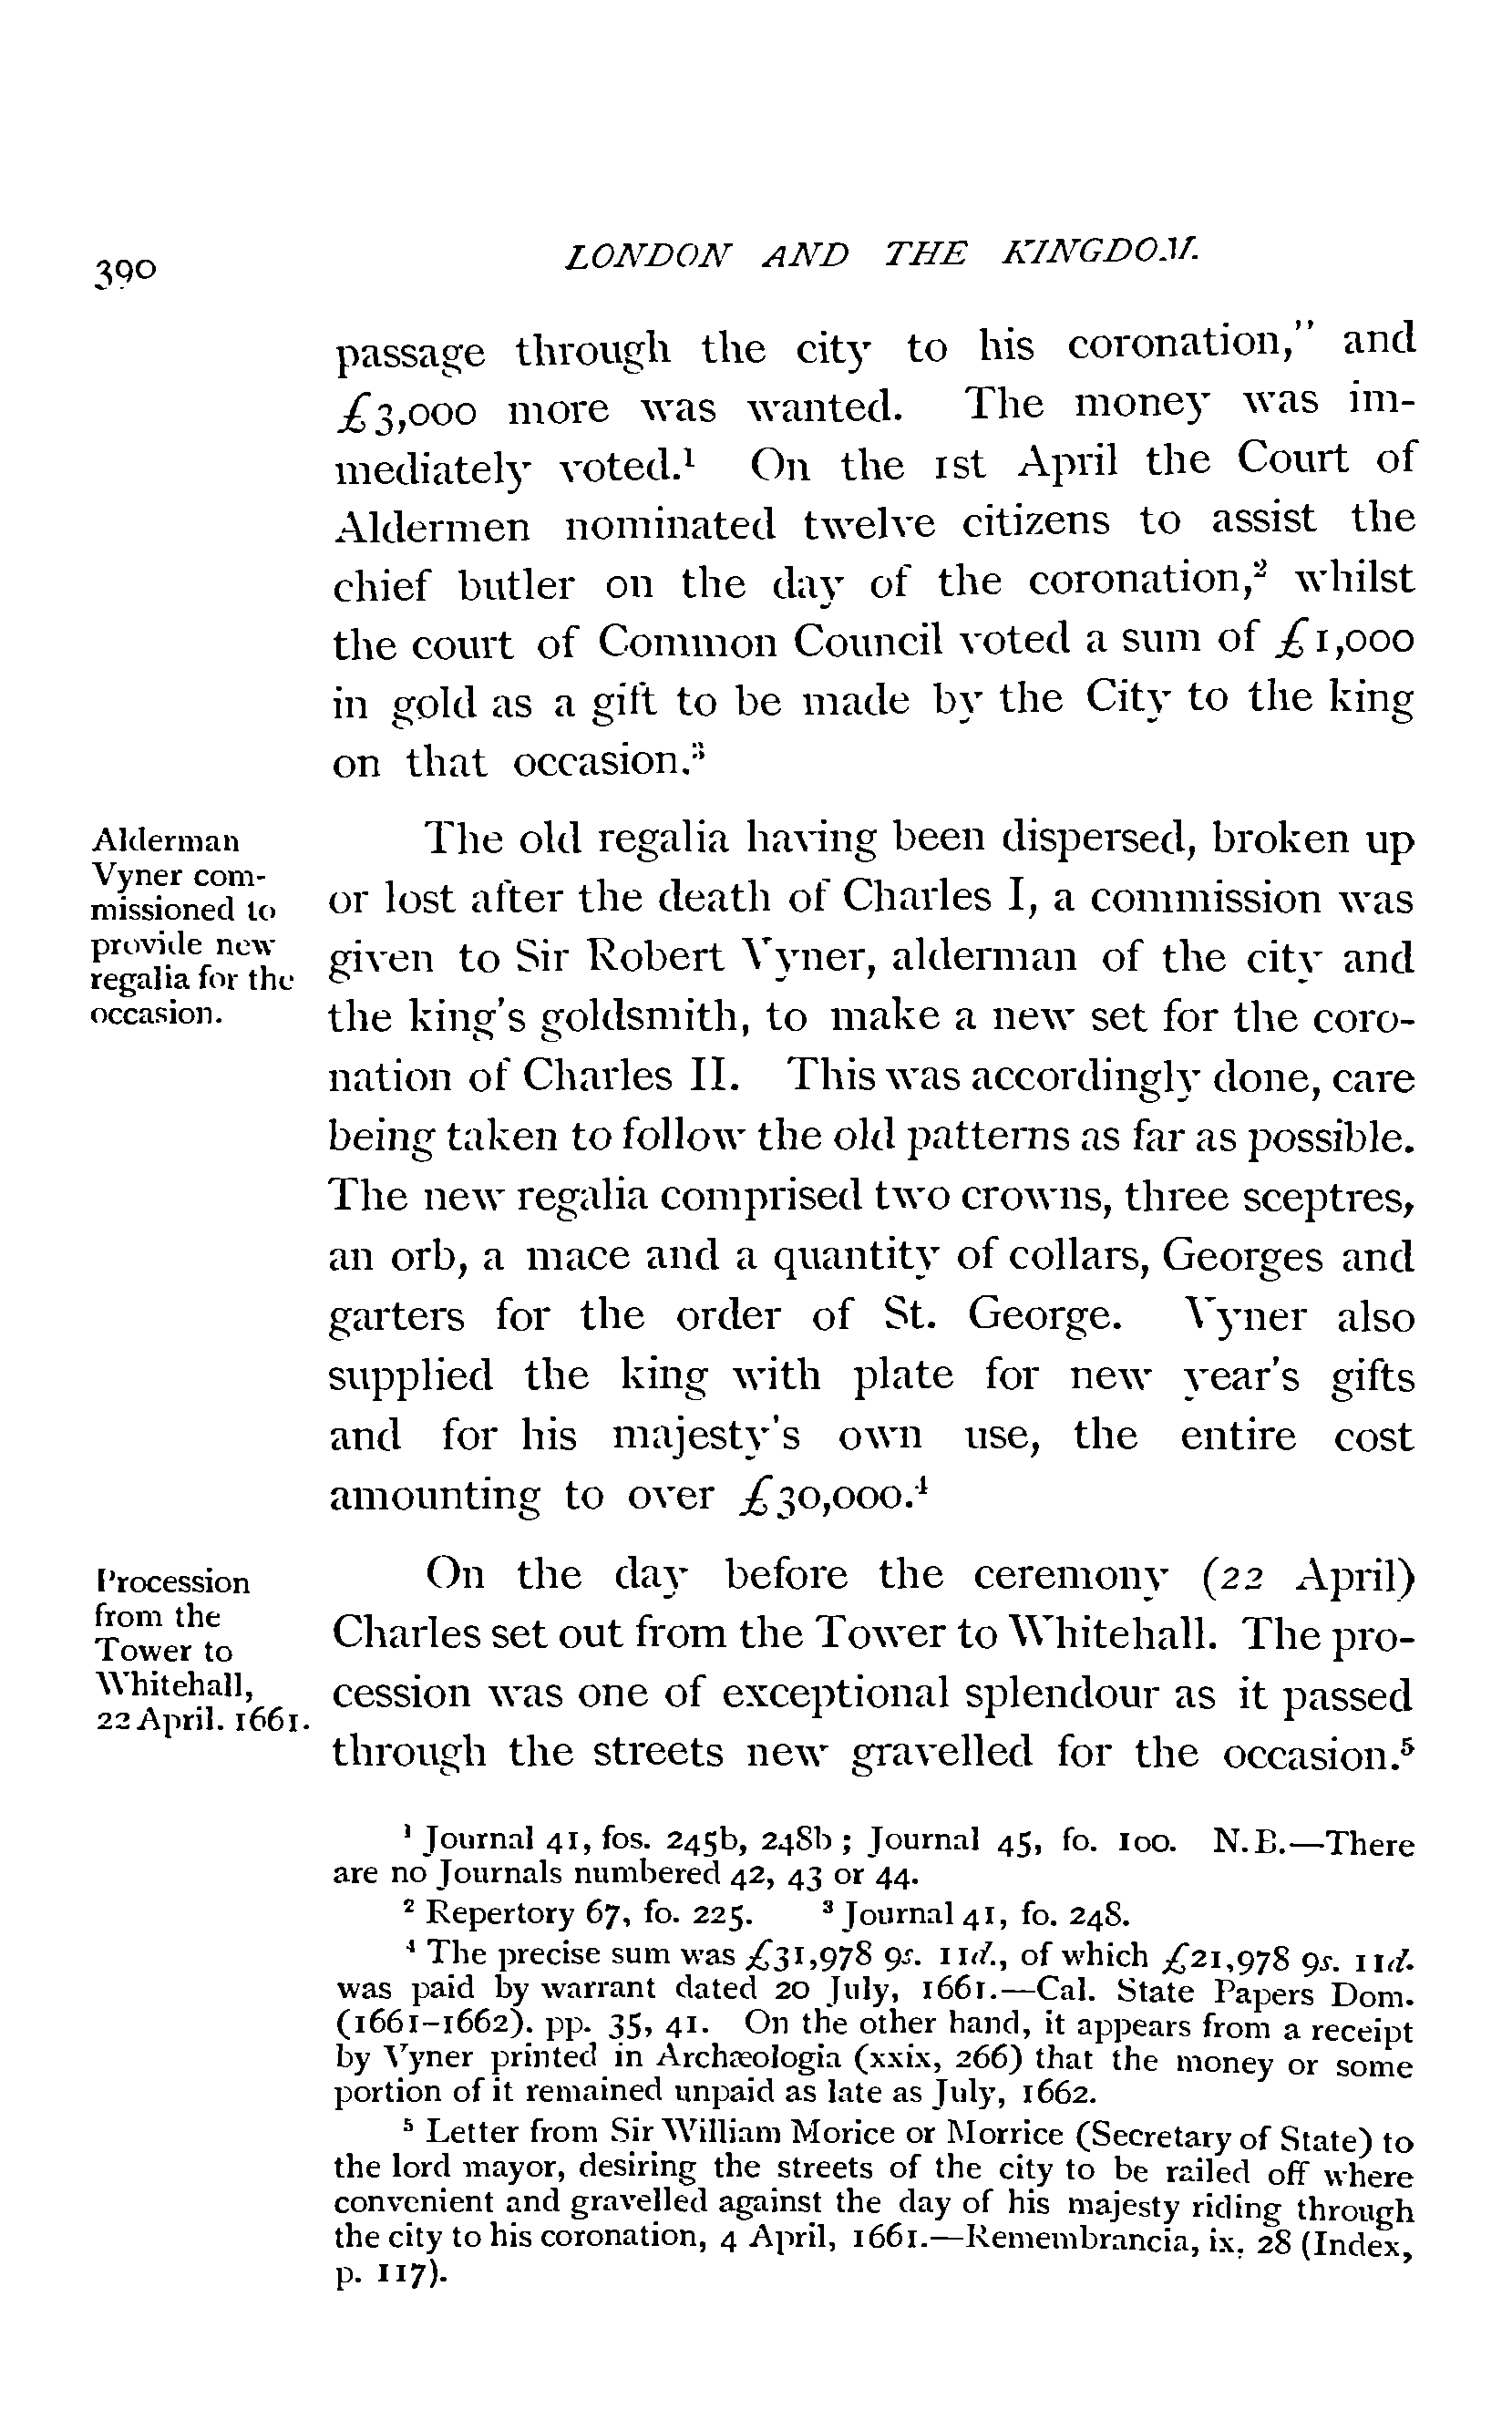 390
LONDON AND THE KINGDOM.
passage through the city to his coronation," and
£3,000 more was wanted. The money was im-
mediately voted.¹ On the 1st April the Court of
Aldermen nominated twelve citizens to assist the
chief butler on the day of the coronation,² whilst
the court of Common Council voted a sum of £1,000
in gold as a gift to be made by the City to the king
on that occasion.³
Alderman
Vyner com-
missioned to
provide new
regalia for the
occasion.
The old regalia having been dispersed, broken up
or lost after the death of Charles I, a commission was
given to Sir Robert Vyner, alderman of the city and
the king's goldsmith, to make a new set for the coro-
nation of Charles II. This was accordingly done, care
being taken to follow the old patterns as far as possible.
The new regalia comprised two crowns, three sceptres,
an orb, a mace and a quantity of collars, Georges and
garters for the order of St. George. Vyner also
supplied the king with plate for new year's gifts
and for his majesty's own use, the entire cost
amounting to over £30,000.⁴
Procession
from the
Tower to
Whitehall,
22 April. 1661.
On the day before the ceremony (22 April)
Charles set out from the Tower to Whitehall. The pro-
cession was one of exceptional splendour as it passed
through the streets new gravelled for the occasion.⁵
¹ Journal 41, fos. 245b, 248b; Journal 45, fo. 100. N.B.—There
are no Journals numbered 42, 43 or 44.
² Repertory 67, fo. 225. ³ Journal 41, fo. 248.
⁴ The precise sum was £31,978 9s. 11d., of which £21,978 9s. 11d.
was paid by warrant dated 20 July, 1661.—Cal. State Papers Dom.
(1661-1662). pp. 35, 41. On the other hand, it appears from a receipt
by Vyner printed in Archæologia (xxix, 266) that the money or some
portion of it remained unpaid as late as July, 1662.
⁵ Letter from Sir William Morice or Morrice (Secretary of State) to
the lord mayor, desiring the streets of the city to be railed off where
convenient and gravelled against the day of his majesty riding through
the city to his coronation, 4 April, 1661.—Remembrancia, ix. 28 (Index,
p. 117).